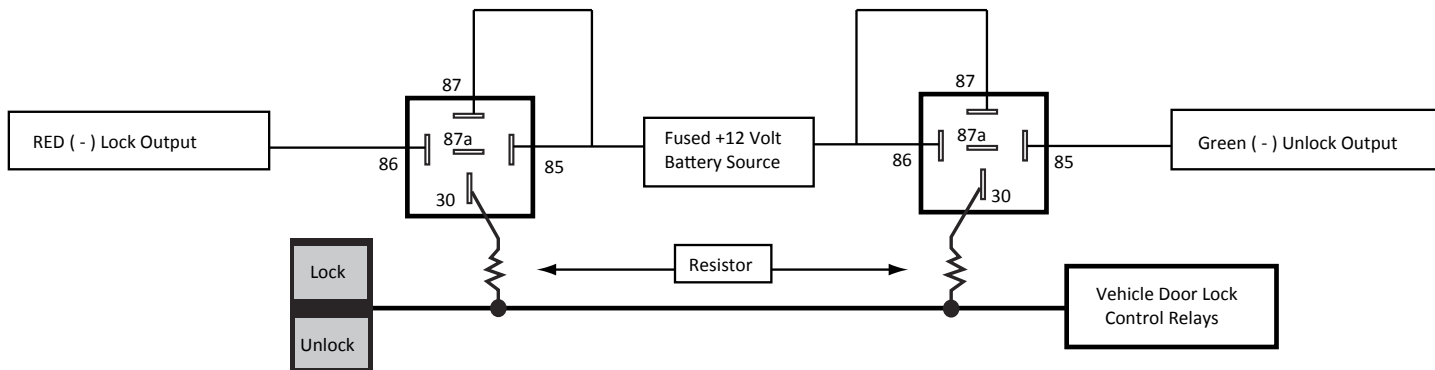 87
87
RED ( - ) Lock Output
87a
86
85
30
Fused +12 Volt
Battery Source
87a
86
85
30
Green ( - ) Unlock Output
Lock
Unlock
Resistor
Vehicle Door Lock
Control Relays